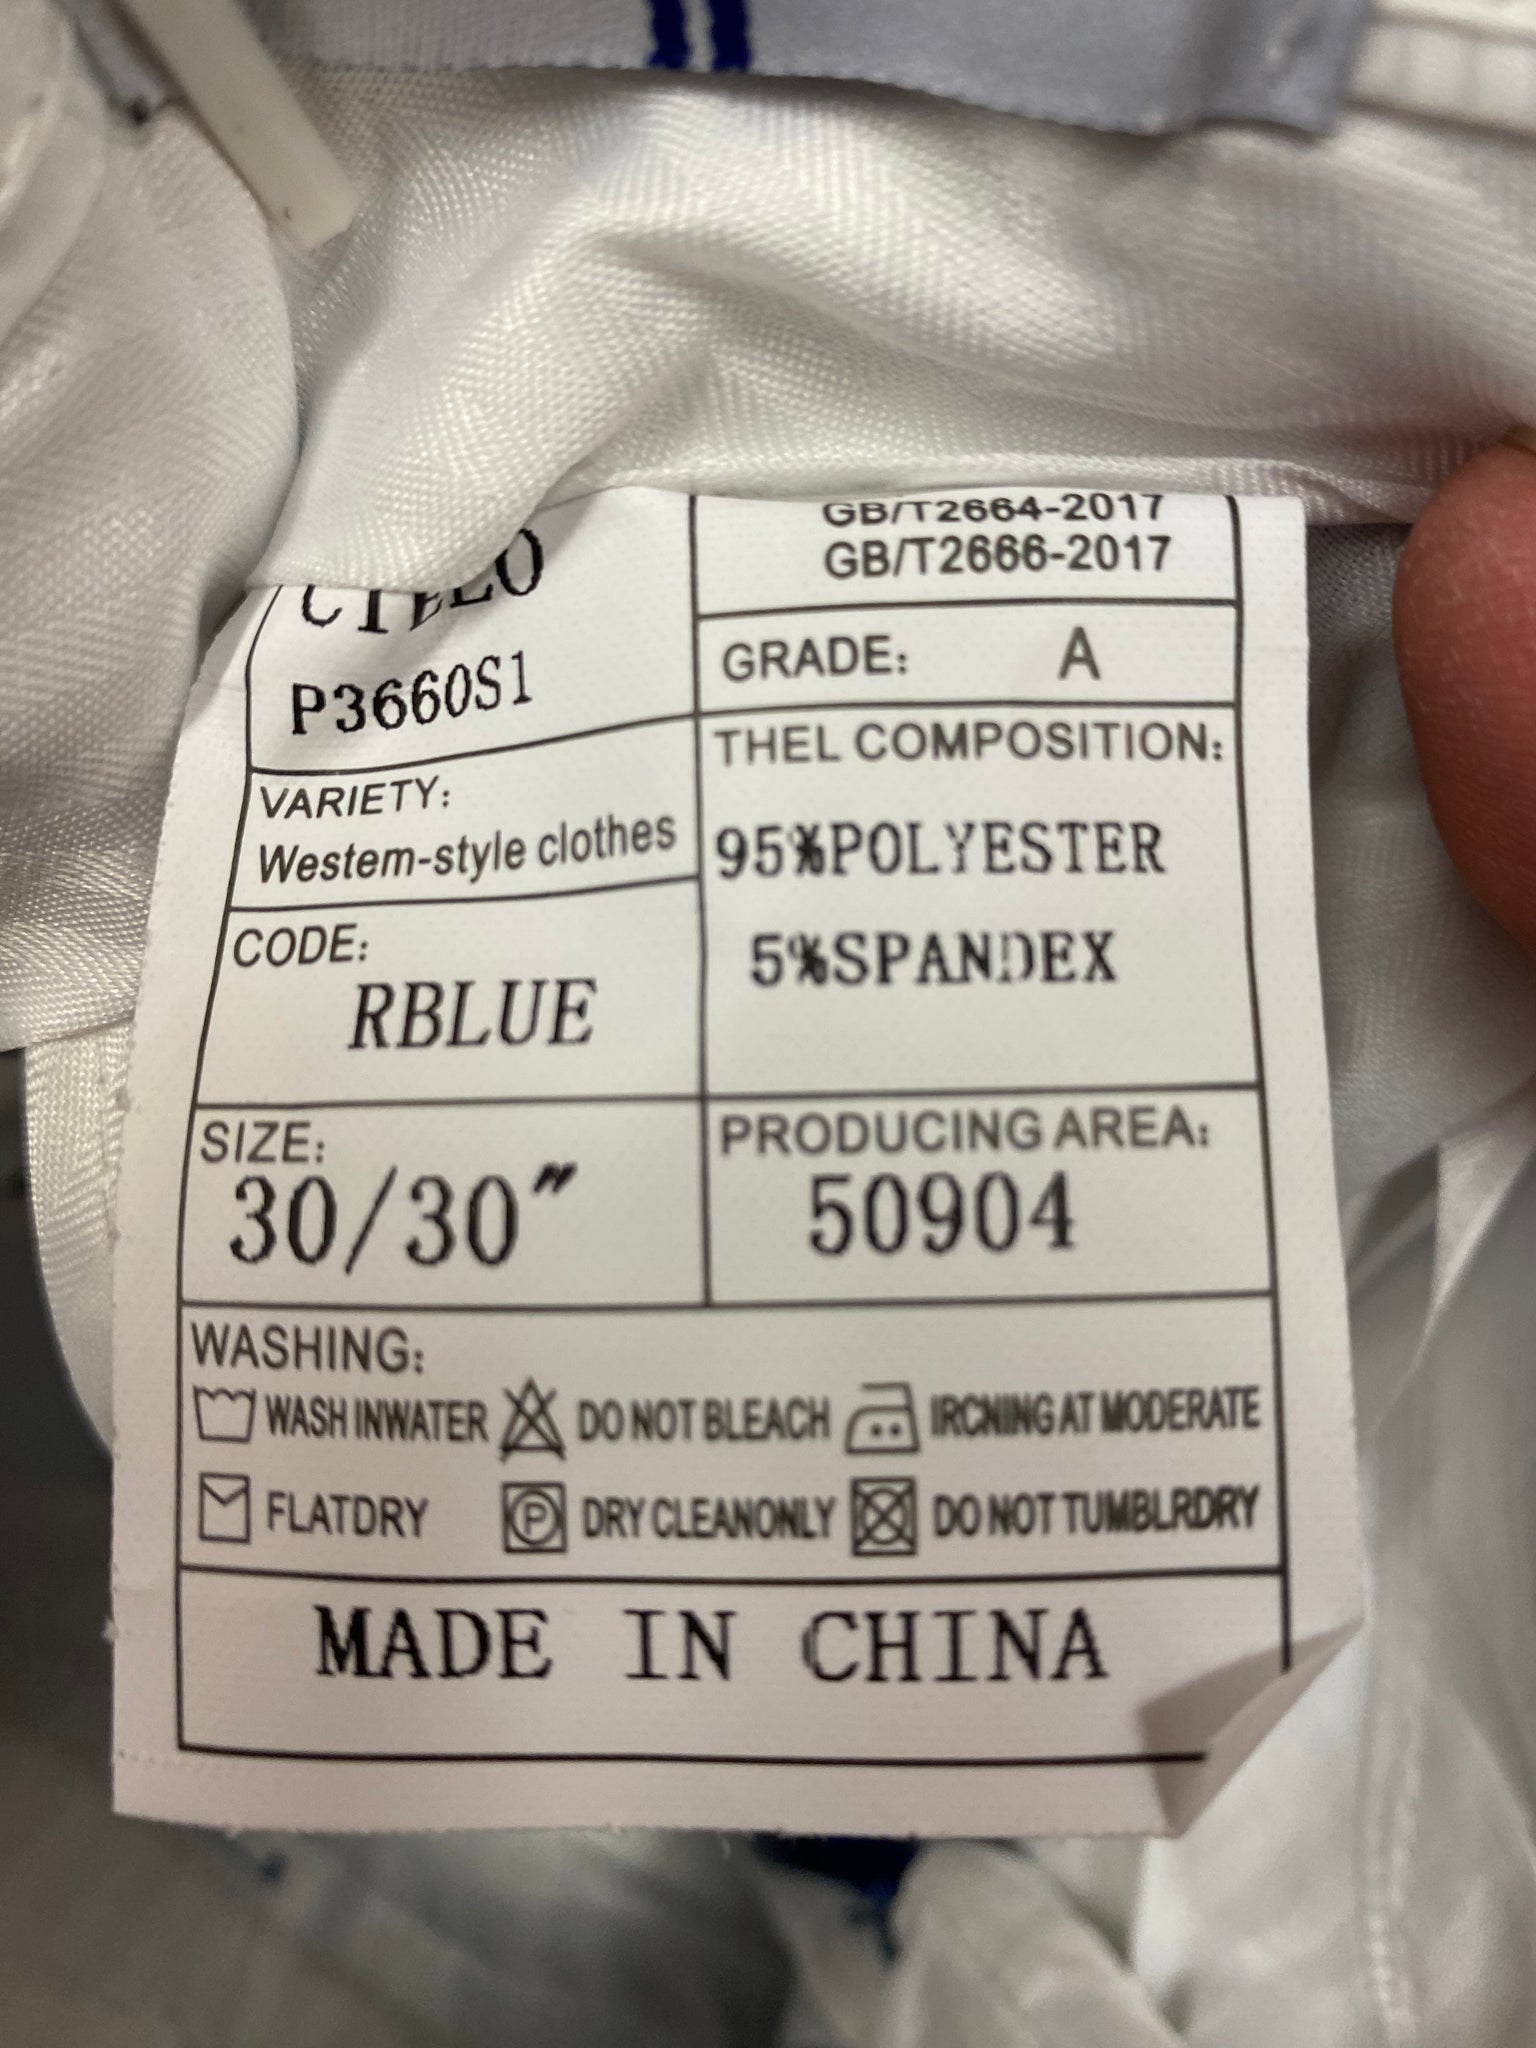 CIELO
P3660S1
GB/T2664-2017
GB/T2666-2017
GRADE: A
VARIETY:
Westem-style clothes
THEL COMPOSITION:
95%POLYESTER
5%SPANDEX
CODE:
RBLUE
SIZE:
30/30"
PRODUCING AREA:
50904
WASHING:
WASH INWATER DO NOT BLEACH IRCNING AT MODERATE
FLATDRY P DRY CLEANONLY DO NOT TUMBLRDRY
MADE IN CHINA